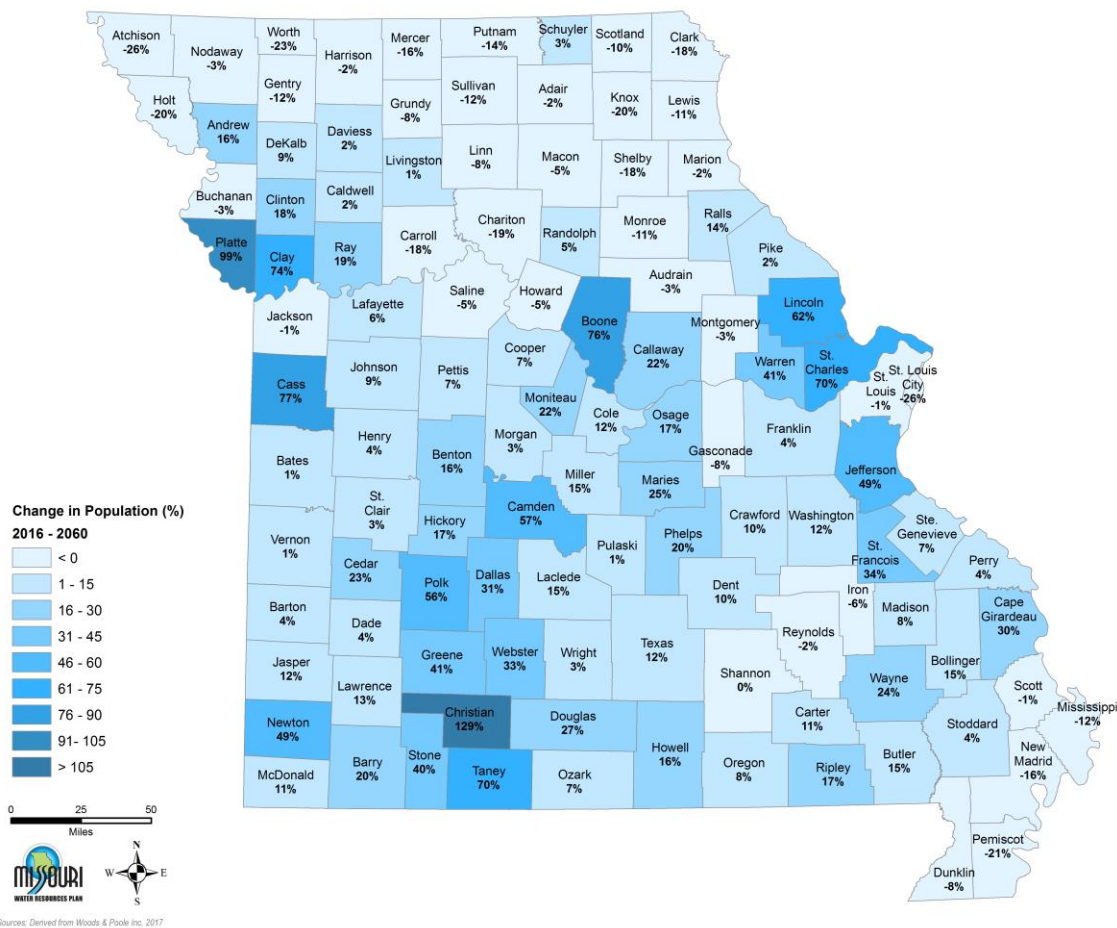 Atchison
-26%
Nodaway
-3%
Worth
-23%
Harrison
-2%
Mercer
-16%
Putnam
-14%
Schuyler
3%
Scotland
-10%
Clark
-18%
Holt
-20%
Andrew
16%
Gentry
-12%
DeKalb
9%
Daviess
2%
Grundy
-8%
Sullivan
-12%
Adair
-2%
Knox
-20%
Lewis
-11%
Livingston
1%
Linn
-8%
Macon
-5%
Shelby
-18%
Marion
-2%
Buchanan
-3%
Clinton
18%
Caldwell
2%
Platte
99%
Clay
74%
Ray
19%
Carroll
-18%
Chariton
-19%
Randolph
5%
Monroe
-11%
Ralls
14%
Pike
2%
Jackson
-1%
Lafayette
6%
Saline
-5%
Howard
-5%
Boone
76%
Audrain
-3%
Callaway
22%
Montgomery
-3%
Lincoln
62%
Warren
41%
St.
Charles
70%
St.
Louis
-1%
St. Louis
City
-26%
Cass
77%
Johnson
9%
Pettis
7%
Cooper
7%
Moniteau
22%
Cole
12%
Osage
17%
Gasconade
-8%
Franklin
4%
Jefferson
49%
Bates
1%
Henry
4%
Benton
16%
Morgan
3%
Miller
15%
Maries
25%
Camden
57%
St.
Clair
3%
Hickory
17%
Pulaski
1%
Phelps
20%
Crawford
10%
Washington
12%
St.
Francois
34%
Ste.
Genevieve
7%
Perry
4%
Vernon
1%
Cedar
23%
Polk
56%
Dallas
31%
Laclede
15%
Dent
10%
Iron
-6%
Madison
8%
Cape
Girardeau
30%
Barton
4%
Dade
4%
Greene
41%
Webster
33%
Wright
3%
Texas
12%
Shannon
0%
Reynolds
-2%
Wayne
24%
Bollinger
15%
Scott
-1%
Mississippi
-12%
Jasper
12%
Lawrence
13%
Christian
129%
Douglas
27%
Howell
16%
Carter
11%
Butler
15%
Stoddard
4%
New
Madrid
-16%
Newton
49%
McDonald
11%
Barry
20%
Stone
40%
Taney
70%
Ozark
7%
Oregon
8%
Ripley
17%
Dunklin
-8%
Pemiscot
-21%
Change in Population (%)
2016 - 2060
< 0
1 - 15
16 - 30
31 - 45
46 - 60
61 - 75
76 - 90
91- 105
> 105
0 25 50
Miles
MISSOURI
WATER RESOURCES PLAN
N
W E
S
Sources: Derived from Woods & Poole Inc. 2017